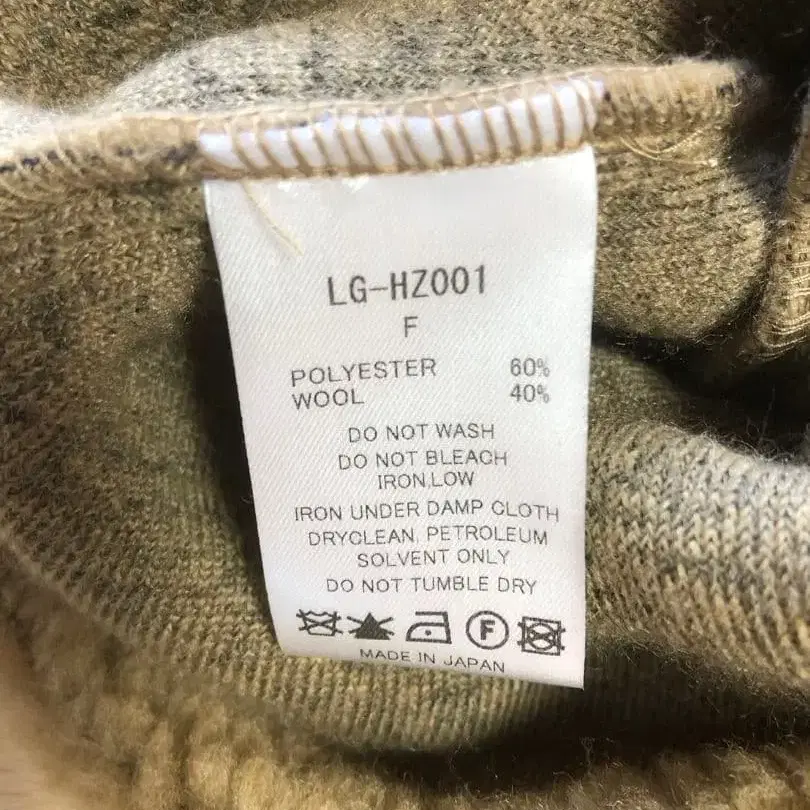 LG-HZ001
F
POLYESTER 60%
WOOL 40%
DO NOT WASH
DO NOT BLEACH
IRON.LOW
IRON UNDER DAMP CLOTH
DRYCLEAN, PETROLEUM
SOLVENT ONLY
DO NOT TUMBLE DRY
F
MADE IN JAPAN